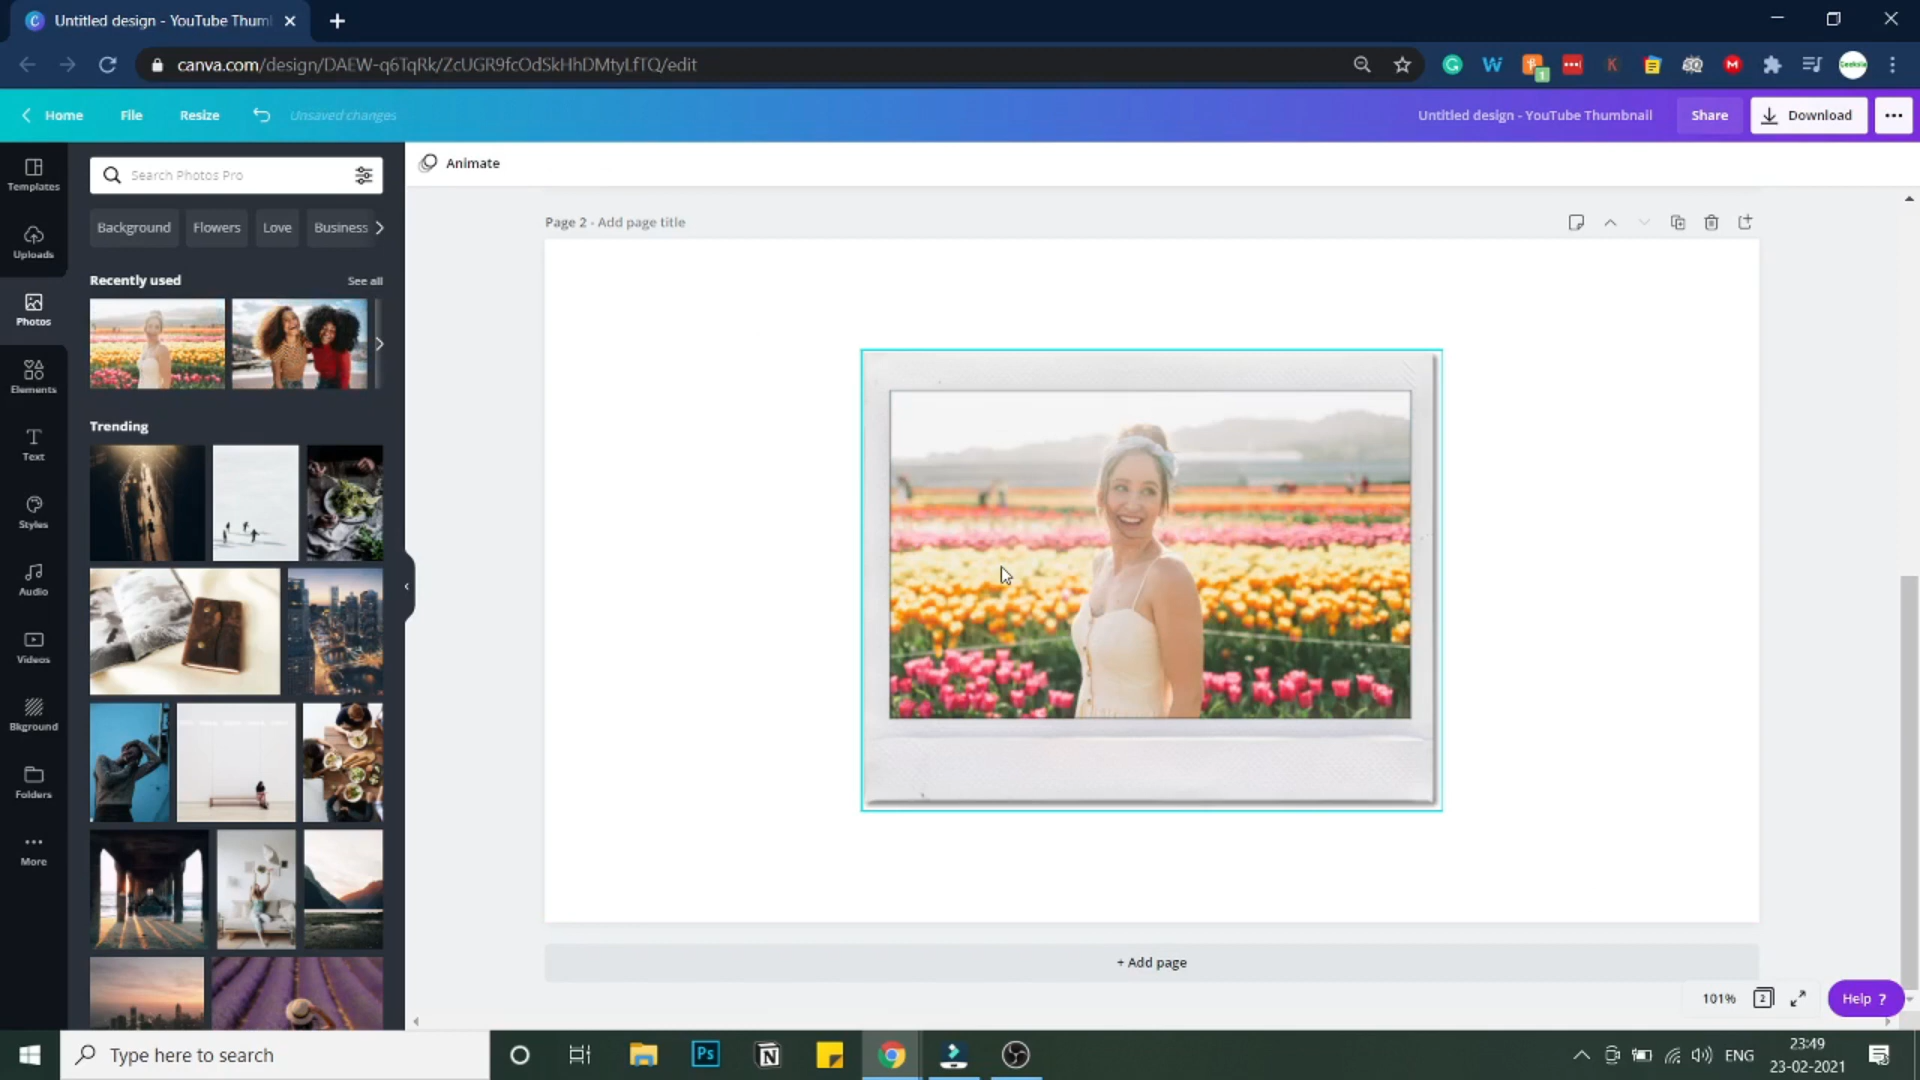 Untitled design - YouTube Thum
canva.com/design/DAEW-q6TqRk/ZcUGR9fcOdSkHhDMtyLfTQ/edit
Home
File
Resize
Unsaved changes
Untitled design - YouTube Thumbnail
Share
Download
Templates
Uploads
Photos
Elements
Text
Styles
Audio
Videos
Bkground
Folders
More
Search Photos Pro
Background
Flowers
Love
Business
Recently used
See all
Trending
Animate
Page 2 - Add page title
+ Add page
101%
2
Help ?
Type here to search
Ps
ENG
23:49
23-02-2021